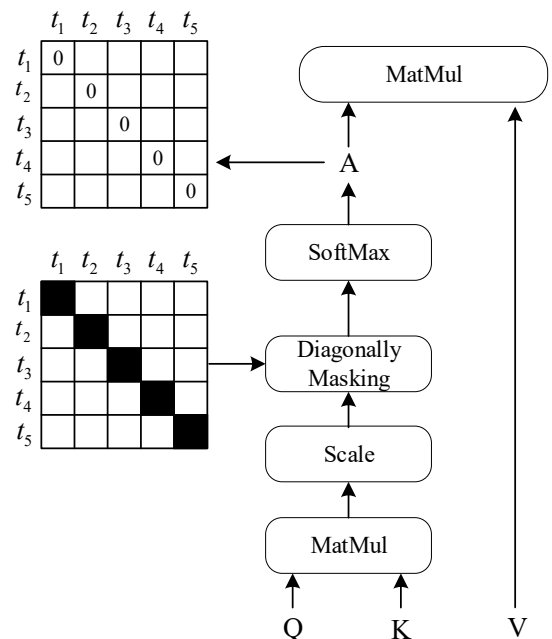 t₁ t₂ t₃ t₄ t₅
t₁ 0
t₂ 0
t₃ 0
t₄ 0
t₅ 0
MatMul
A
SoftMax
t₁ t₂ t₃ t₄ t₅
t₁
t₂
t₃
t₄
t₅
Diagonally
Masking
Scale
MatMul
Q K V